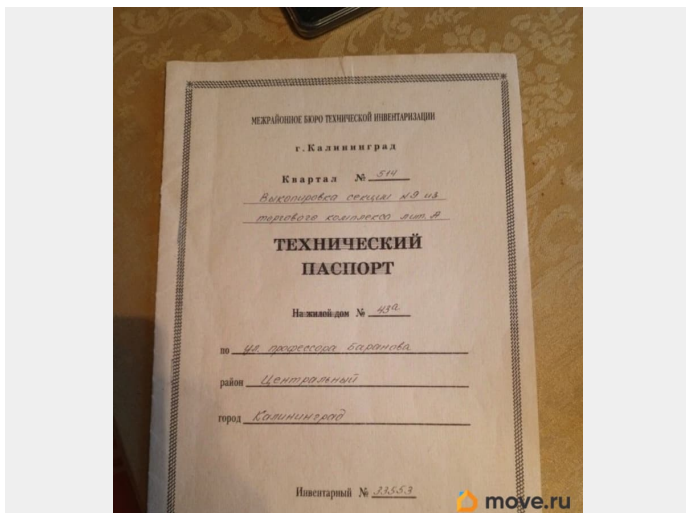 МЕЖРАЙОННОЕ БЮРО ТЕХНИЧЕСКОЙ ИНВЕНТАРИЗАЦИИ
г. Калининград
Квартал № 514
Выкопировка секции №9 из
торгового комплекса лит. А
ТЕХНИЧЕСКИЙ
ПАСПОРТ
На жилой дом № 43а
по ул. профессора Баранова
район Центральный
город Калининград
Инвентарный № 23553
move.ru